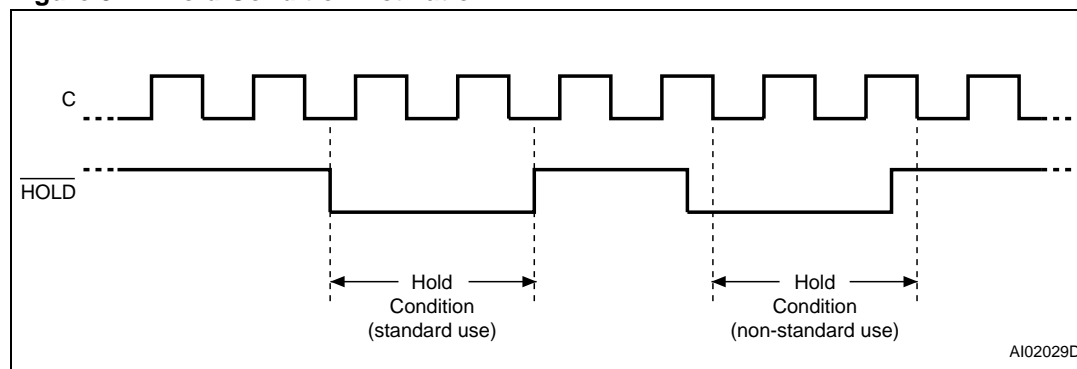 C
HOLD
Hold
Condition
(standard use)
Hold
Condition
(non-standard use)
AI02029D